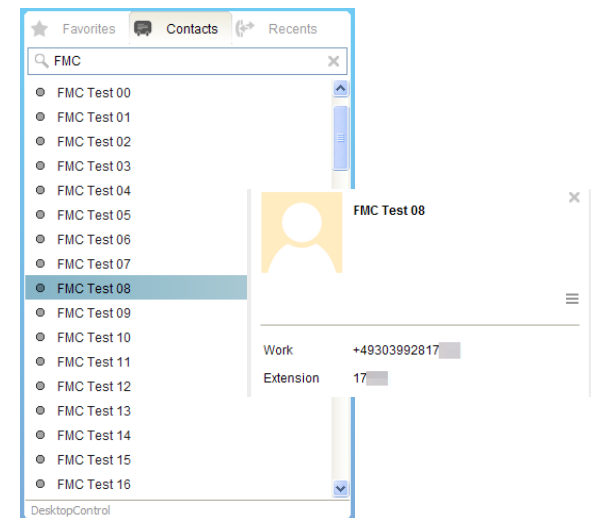 Favorites Contacts Recents
FMC
FMC Test 00
FMC Test 01
FMC Test 02
FMC Test 03
FMC Test 04
FMC Test 05
FMC Test 06
FMC Test 07
FMC Test 08
FMC Test 09
FMC Test 10
FMC Test 11
FMC Test 12
FMC Test 13
FMC Test 14
FMC Test 15
FMC Test 16
DesktopControl
FMC Test 08
Work +49303992817
Extension 17